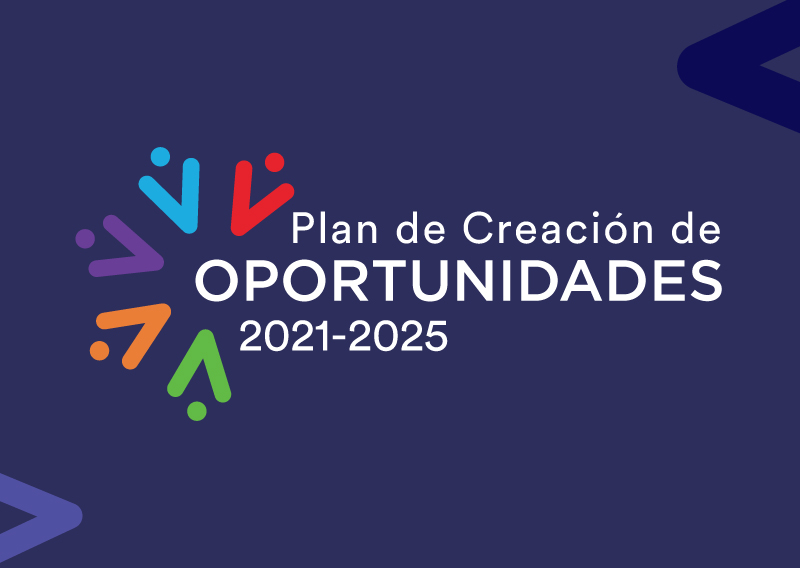 Plan de Creación de
OPORTUNIDADES
2021-2025